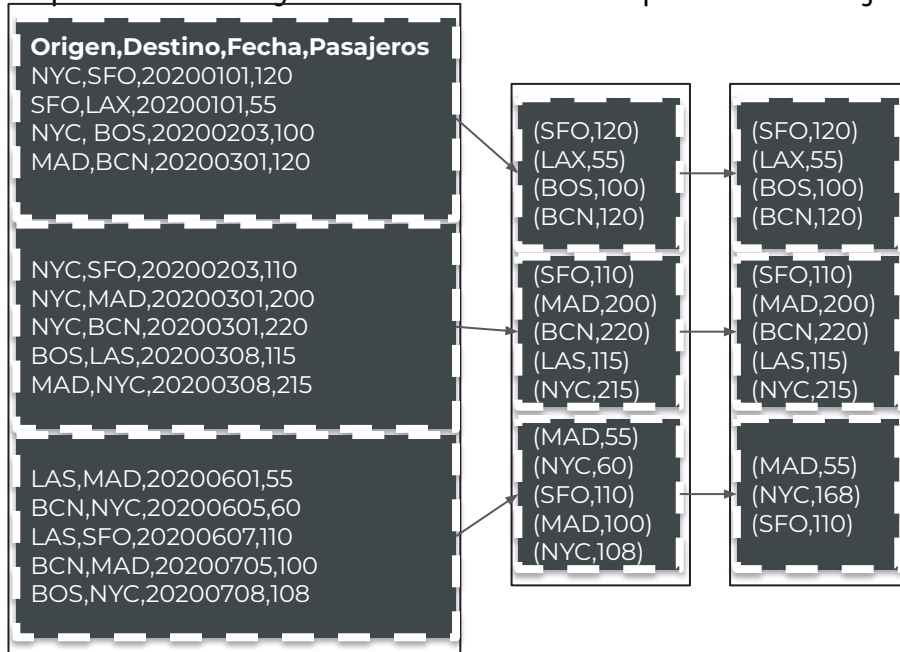 Origen,Destino,Fecha,Pasajeros
NYC,SFO,20200101,120
SFO,LAX,20200101,55
NYC, BOS,20200203,100
MAD,BCN,20200301,120
NYC,SFO,20200203,110
NYC,MAD,20200301,200
NYC,BCN,20200301,220
BOS,LAS,20200308,115
MAD,NYC,20200308,215
LAS,MAD,20200601,55
BCN,NYC,20200605,60
LAS,SFO,20200607,110
BCN,MAD,20200705,100
BOS,NYC,20200708,108
(SFO,120)
(LAX,55)
(BOS,100)
(BCN,120)
(SFO,110)
(MAD,200)
(BCN,220)
(LAS,115)
(NYC,215)
(MAD,55)
(NYC,60)
(SFO,110)
(MAD,100)
(NYC,108)
(SFO,120)
(LAX,55)
(BOS,100)
(BCN,120)
(SFO,110)
(MAD,200)
(BCN,220)
(LAS,115)
(NYC,215)
(MAD,55)
(NYC,168)
(SFO,110)